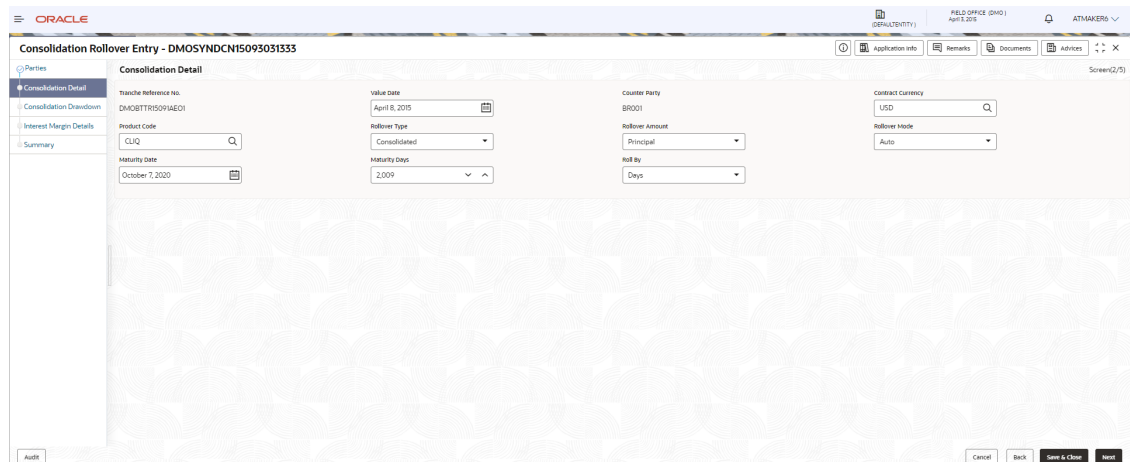 ORACLE
(DEFAULTENTITY)
FIELD OFFICE (DMO)
April 3, 2015
ATMAKER6
Consolidation Rollover Entry - DMOSYNDCN15093031333
Application Info
Remarks
Documents
Advices
Parties
Consolidation Detail
Consolidation Drawdown
Interest Margin Details
Summary
Consolidation Detail
Screen(2/5)
Tranche Reference No.
Value Date
Counter Party
Contract Currency
DMOBTTR15091AEO1
April 8, 2015
BR001
USD
Product Code
Rollover Type
Rollover Amount
Rollover Mode
CLIQ
Consolidated
Principal
Auto
Maturity Date
Maturity Days
Roll By
October 7, 2020
2,009
Days
Audit
Cancel
Back
Save & Close
Next